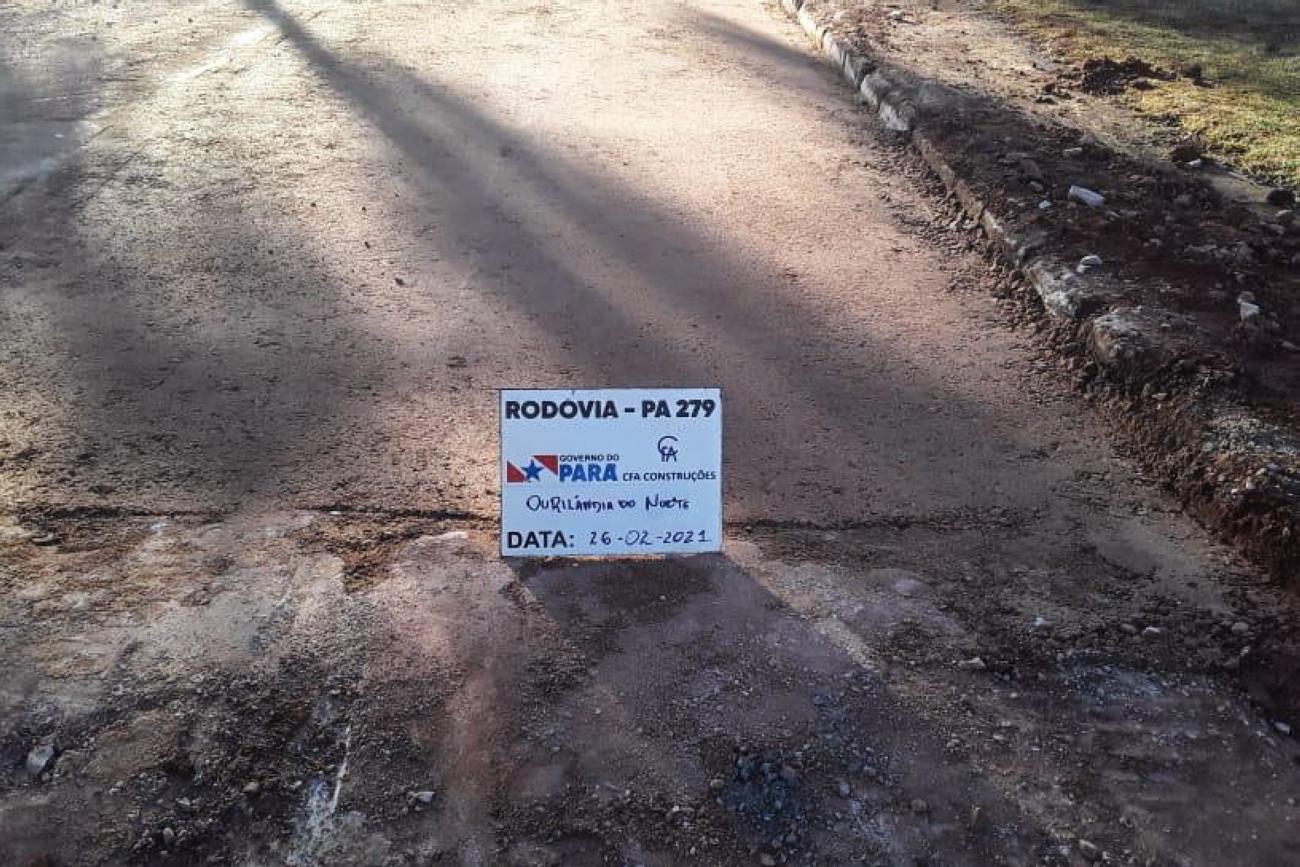 RODOVIA - PA 279
CFA
GOVERNO DO
PARÁ
CFA CONSTRUÇÕES
OURILÂNDIA DO NORTE
DATA: 26-02-2021